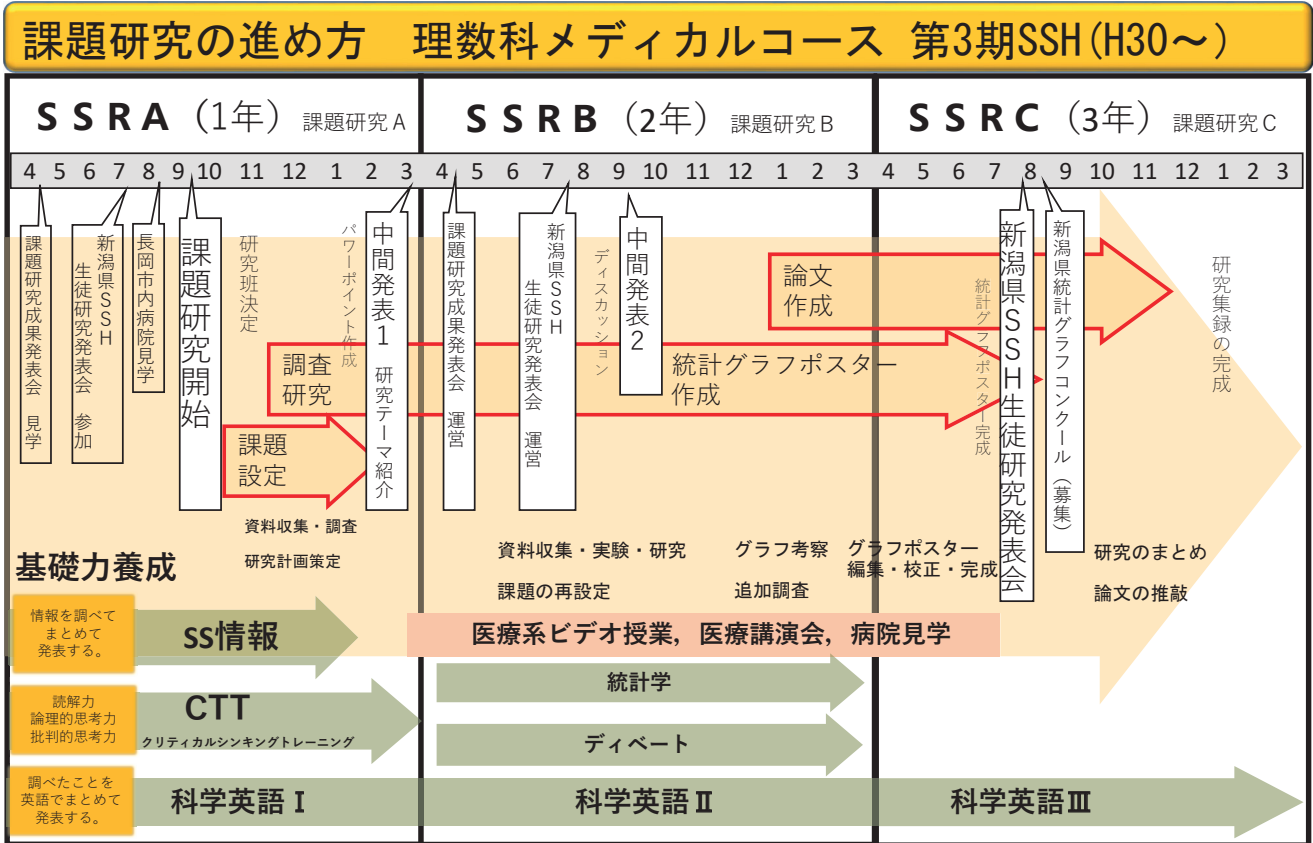 課題研究の進め方　理数科メディカルコース 第3期SSH(H30～)
SSRA（1年）課題研究A
SSRB（2年）課題研究B
SSRC（3年）課題研究C
4 5 6 7 8 9 10 11 12 1 2 3
4 5 6 7 8 9 10 11 12 1 2 3
4 5 6 7 8 9 10 11 12 1 2 3
課題研究成果発表会　見学
新潟県SSH
生徒研究発表会　参加
長岡市内病院見学
課題研究開始
研究班決定
パワーポイント作成
中間発表1　研究テーマ紹介
課題研究成果発表会　運営
新潟県SSH
生徒研究発表会　運営
ディスカッション
中間発表2
論文
作成
統計グラフポスター完成
新潟県SSH生徒研究発表会
新潟県統計グラフコンクール（募集）
研究集録の完成
調査
研究
統計グラフポスター
作成
課題
設定
資料収集・調査
研究計画策定
資料収集・実験・研究
課題の再設定
グラフ考察
追加調査
グラフポスター
編集・校正・完成
研究のまとめ
論文の推敲
基礎力養成
情報を調べて
まとめて
発表する。
SS情報
医療系ビデオ授業，医療講演会，病院見学
読解力
論理的思考力
批判的思考力
CTT
クリティカルシンキングトレーニング
統計学
ディベート
調べたことを
英語でまとめて
発表する。
科学英語Ⅰ
科学英語Ⅱ
科学英語Ⅲ